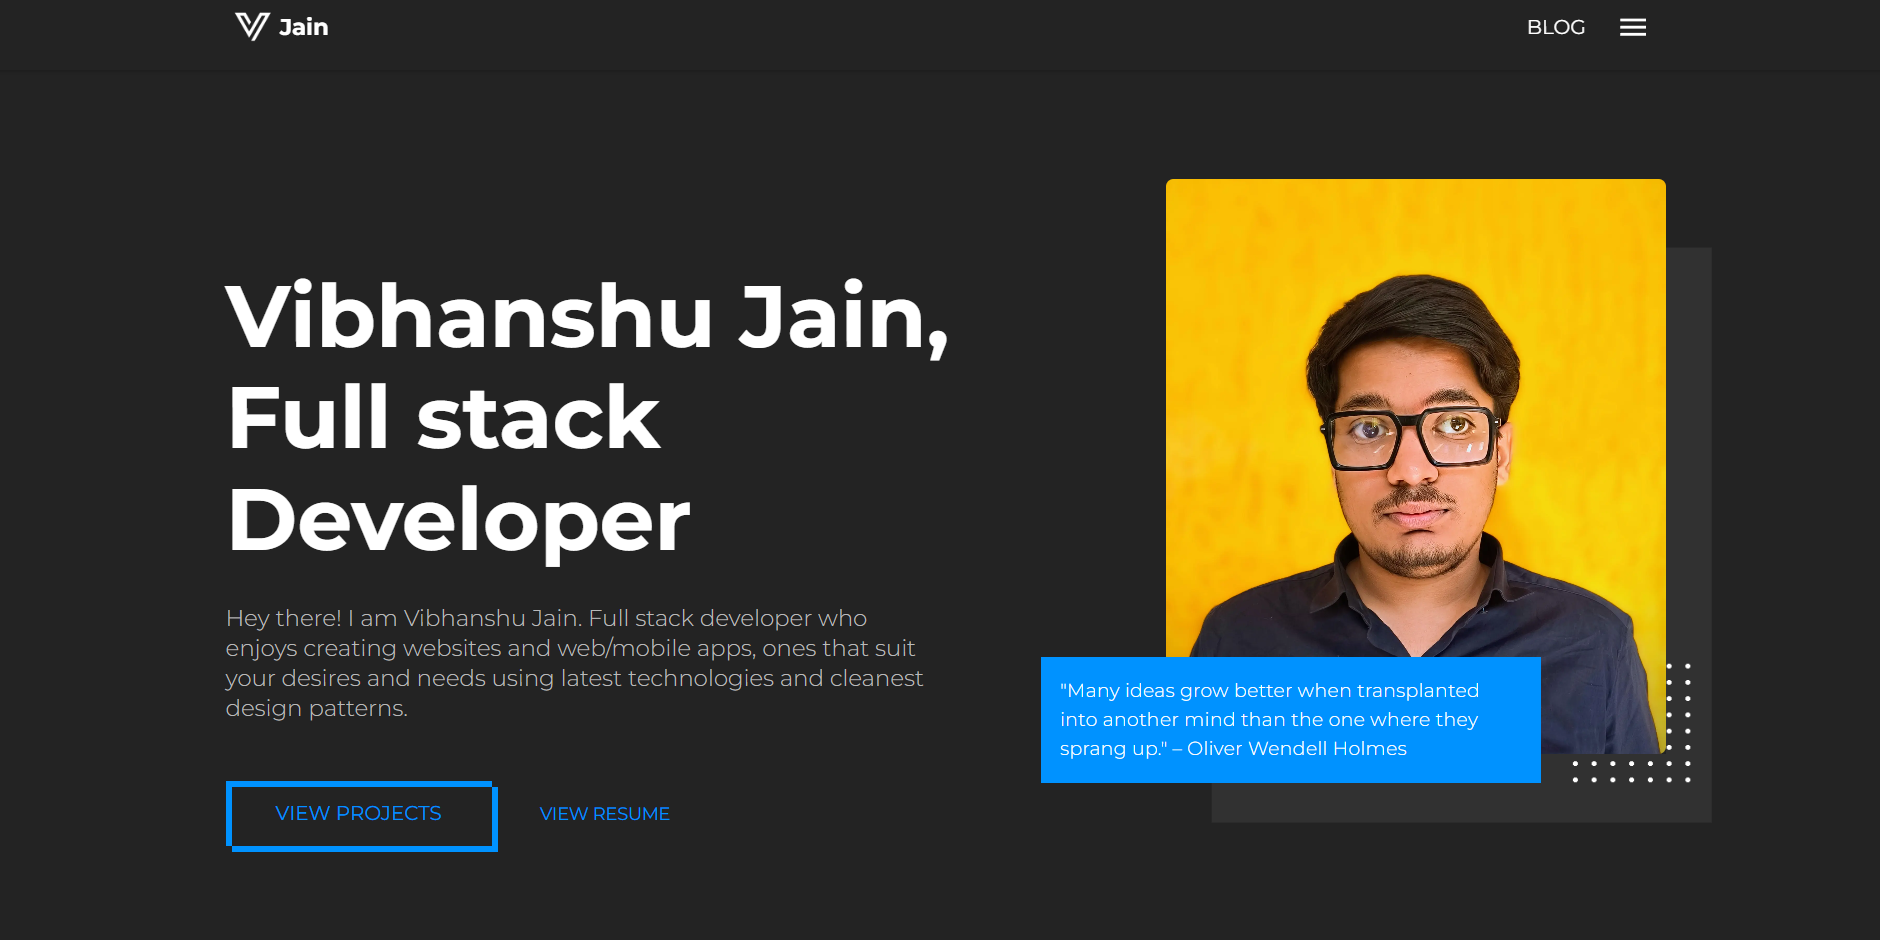 Jain
BLOG
Vibhanshu Jain,
Full stack
Developer
Hey there! I am Vibhanshu Jain. Full stack developer who
enjoys creating websites and web/mobile apps, ones that suit
your desires and needs using latest technologies and cleanest
design patterns.
VIEW PROJECTS
VIEW RESUME
"Many ideas grow better when transplanted
into another mind than the one where they
sprang up." – Oliver Wendell Holmes